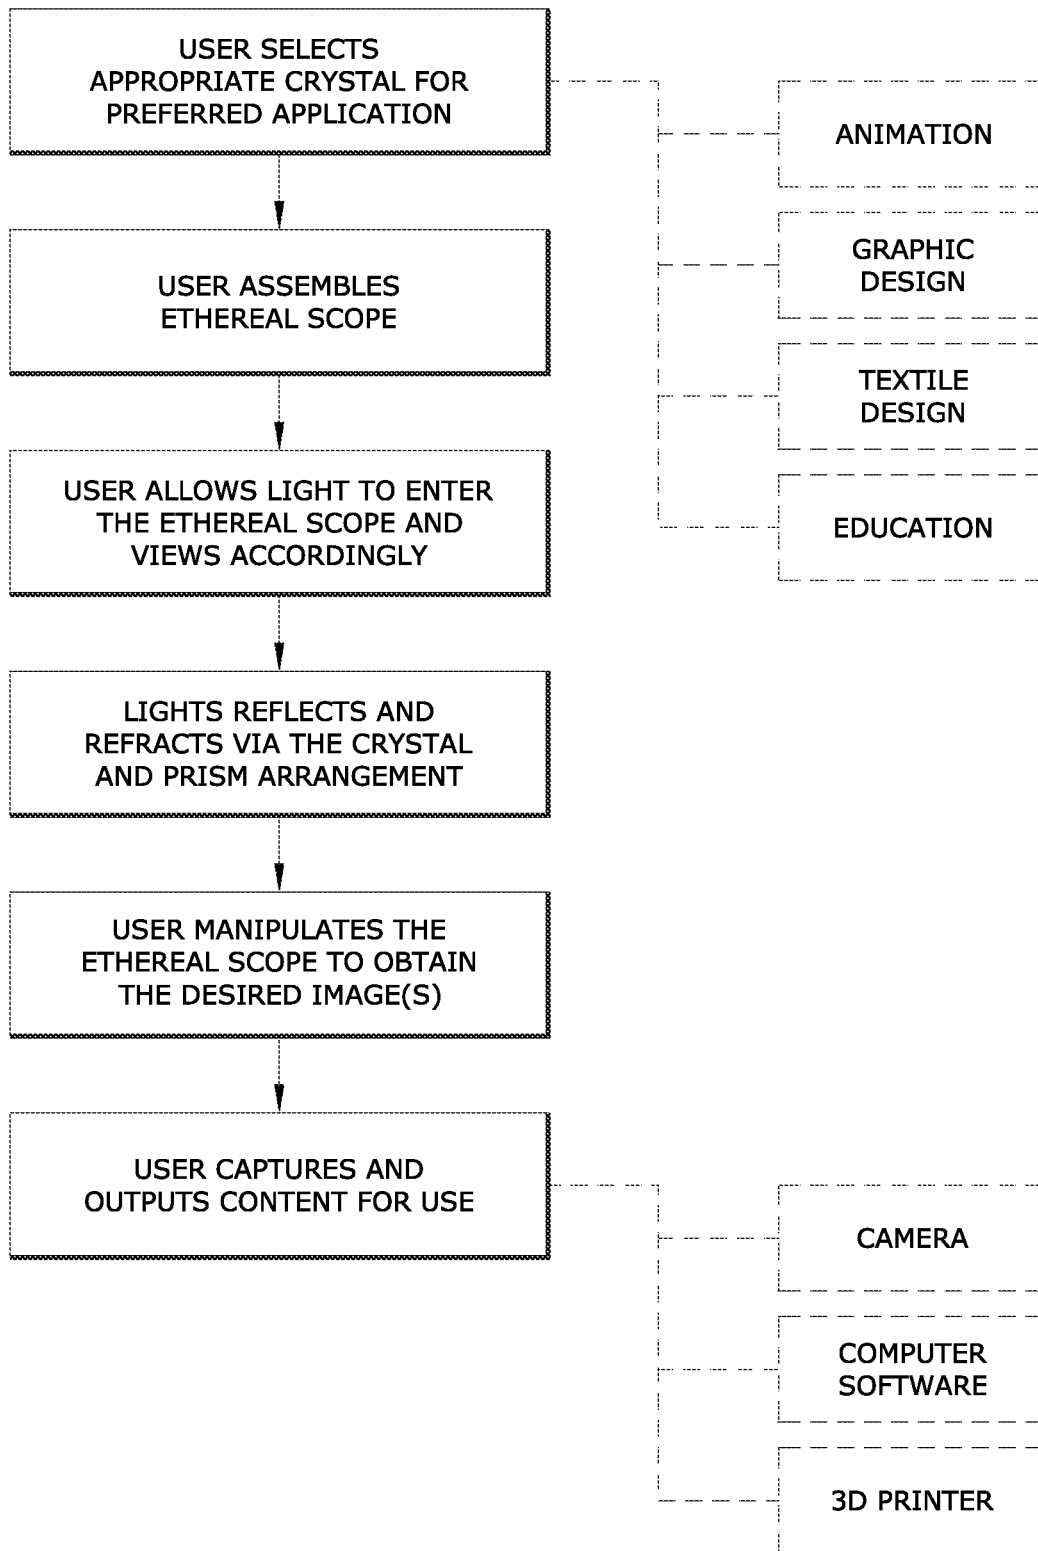 USER SELECTS
APPROPRIATE CRYSTAL FOR
PREFERRED APPLICATION
ANIMATION
GRAPHIC
DESIGN
TEXTILE
DESIGN
EDUCATION
USER ASSEMBLES
ETHEREAL SCOPE
USER ALLOWS LIGHT TO ENTER
THE ETHEREAL SCOPE AND
VIEWS ACCORDINGLY
LIGHTS REFLECTS AND
REFRACTS VIA THE CRYSTAL
AND PRISM ARRANGEMENT
USER MANIPULATES THE
ETHEREAL SCOPE TO OBTAIN
THE DESIRED IMAGE(S)
USER CAPTURES AND
OUTPUTS CONTENT FOR USE
CAMERA
COMPUTER
SOFTWARE
3D PRINTER